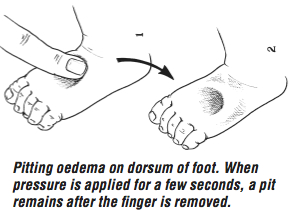 1
2
Pitting oedema on dorsum of foot. When
pressure is applied for a few seconds, a pit
remains after the finger is removed.